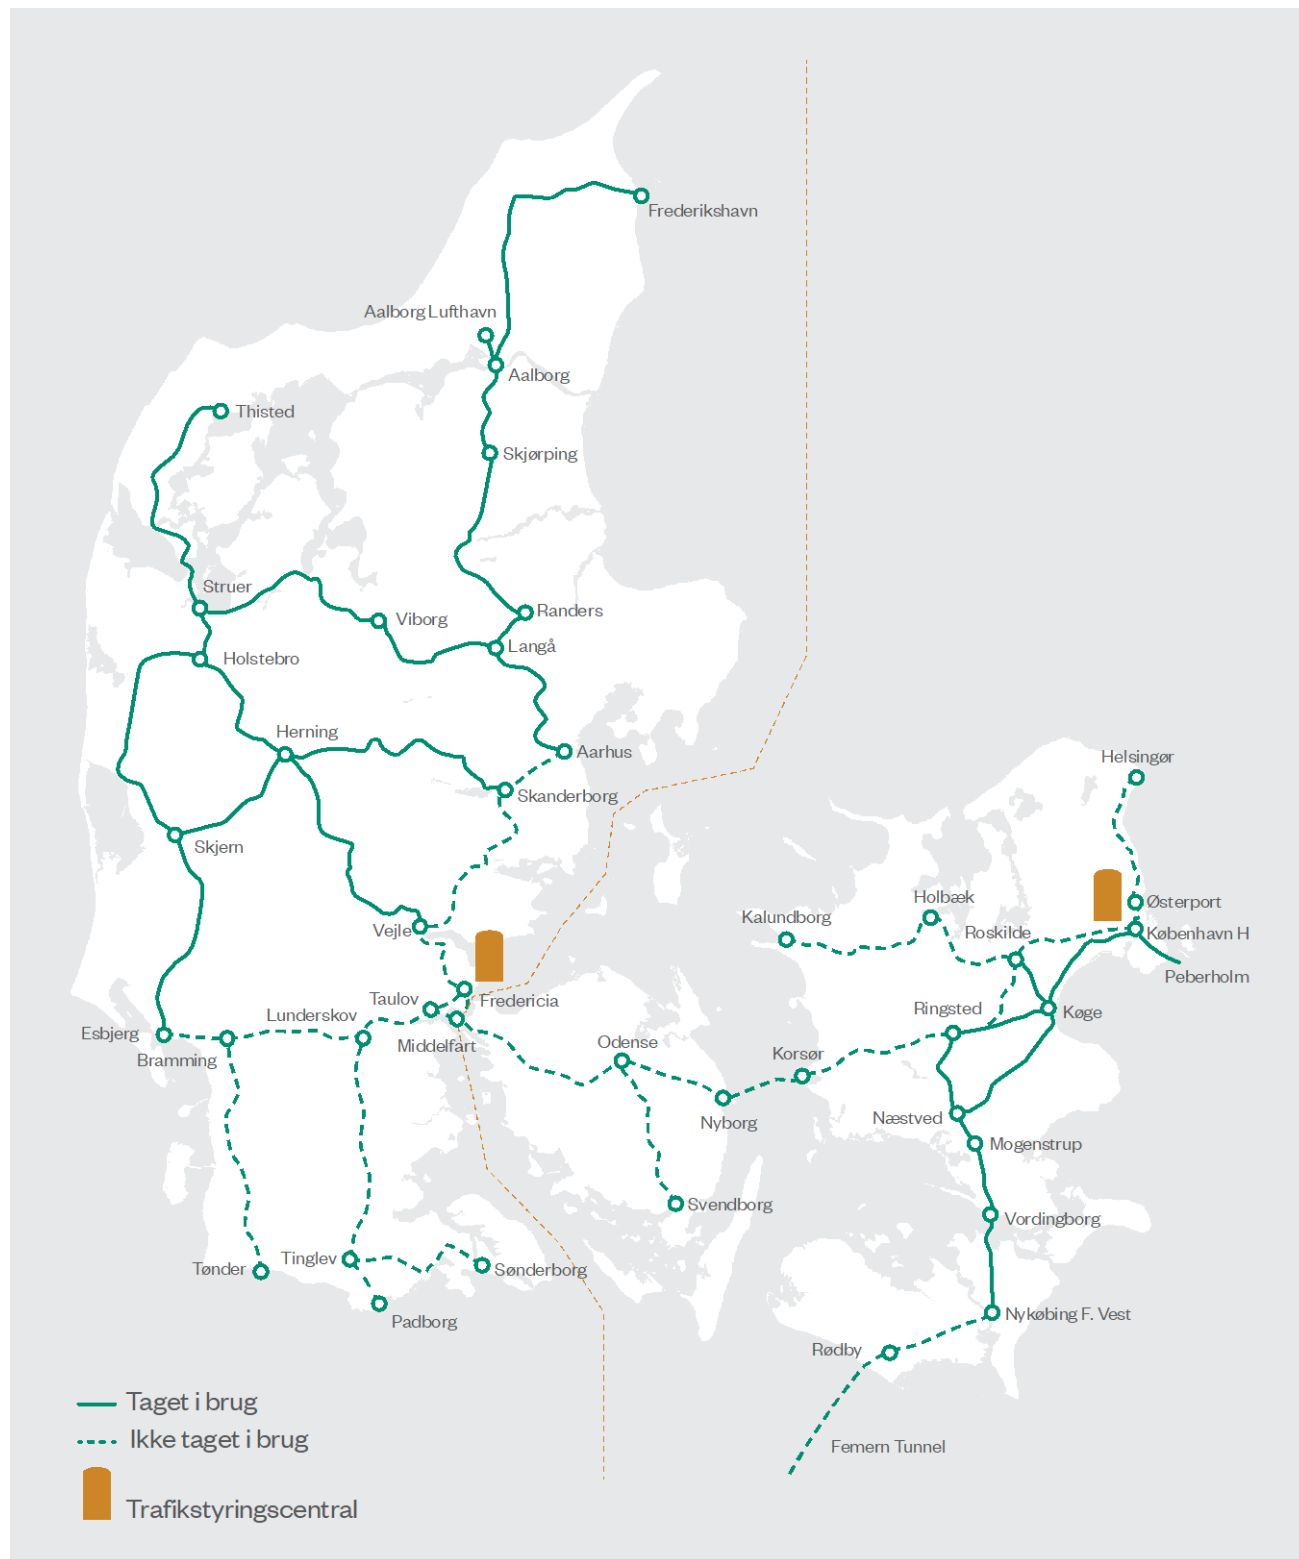 Frederikshavn
Aalborg Lufthavn
Aalborg
Thisted
Skjørping
Struer
Randers
Viborg
Langå
Holstebro
Herning
Aarhus
Helsingør
Skanderborg
Skjern
Holbæk
Østerport
Kalundborg
Vejle
Roskilde
København H
Peberholm
Taulov
Fredericia
Ringsted
Køge
Lunderskov
Esbjerg
Middelfart
Odense
Korsør
Bramming
Nyborg
Næstved
Mogenstrup
Svendborg
Vordingborg
Tinglev
Tønder
Sønderborg
Padborg
Nykøbing F. Vest
Rødby
Taget i brug
Ikke taget i brug
Femern Tunnel
Trafikstyringscentral